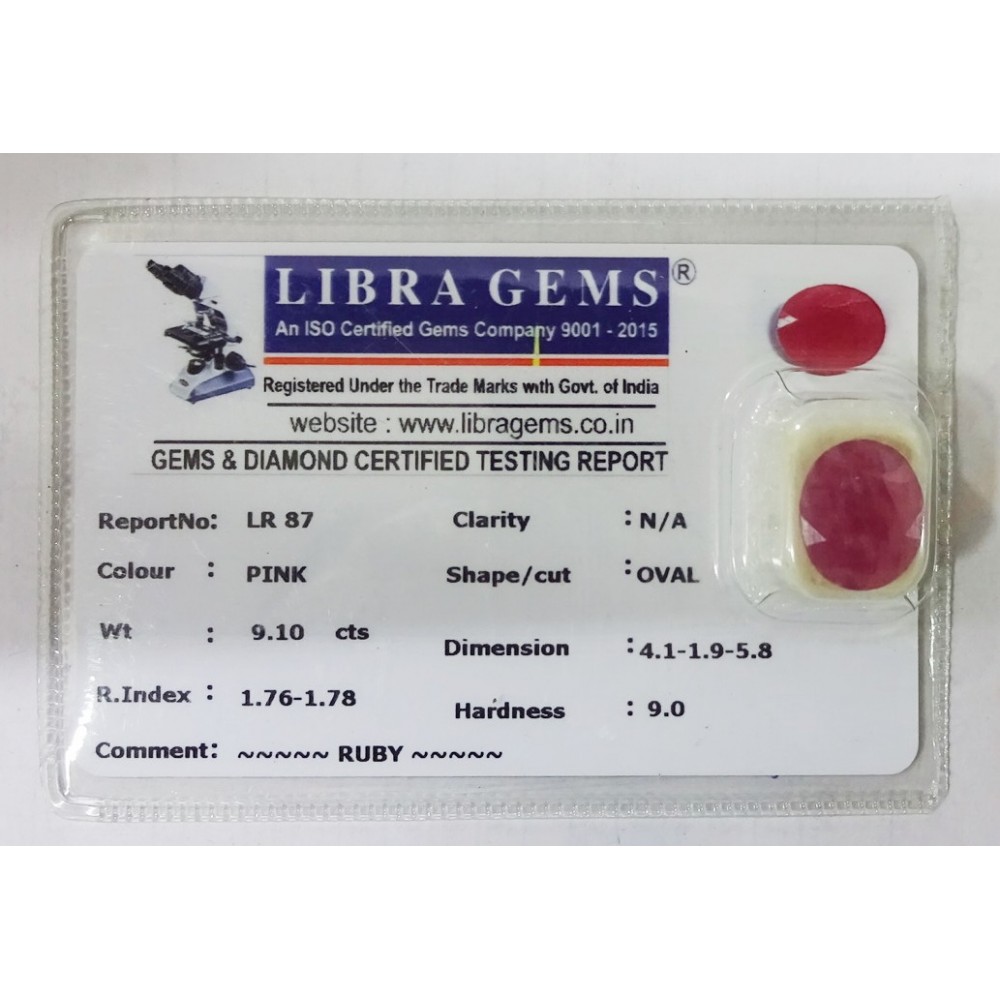 LIBRA GEMS ®
An ISO Certified Gems Company 9001 - 2015
Registered Under the Trade Marks with Govt. of India
website : www.libragems.co.in
GEMS & DIAMOND CERTIFIED TESTING REPORT
ReportNo: LR 87 Clarity : N/A
Colour : PINK Shape/cut : OVAL
Wt : 9.10 cts Dimension : 4.1-1.9-5.8
R.Index : 1.76-1.78 Hardness : 9.0
Comment: ~~~~~ RUBY ~~~~~